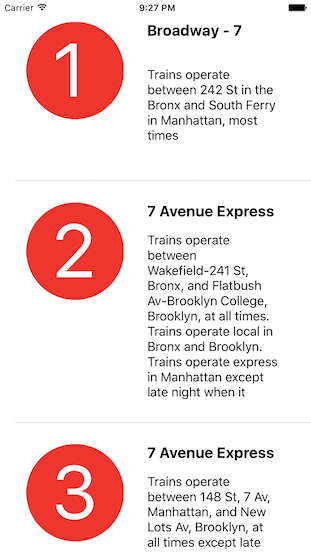 Carrier 9:27 PM
1
Broadway - 7
Trains operate
between 242 St in the
Bronx and South Ferry
in Manhattan, most
times
2
7 Avenue Express
Trains operate
between
Wakefield-241 St,
Bronx, and Flatbush
Av-Brooklyn College,
Brooklyn, at all times.
Trains operate local in
Bronx and Brooklyn.
Trains operate express
in Manhattan except
late night when it
3
7 Avenue Express
Trains operate
between 148 St, 7 Av,
Manhattan, and New
Lots Av, Brooklyn, at
all times except late